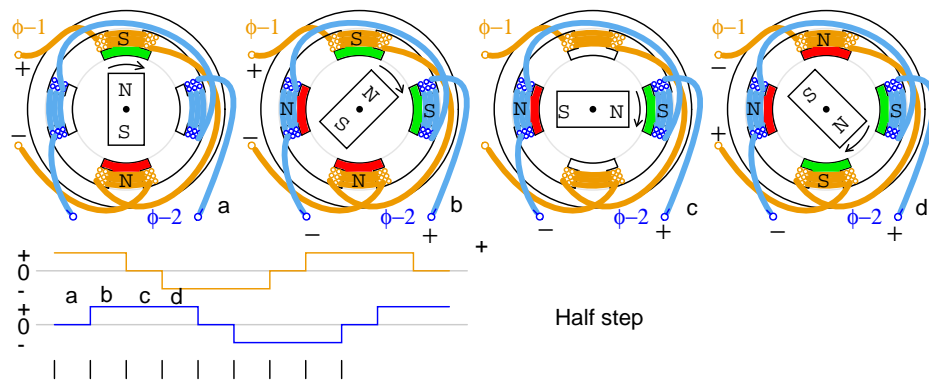 ϕ-1 ϕ-1 ϕ-1 ϕ-1
S S N
+ + - -
N N N S
N N S N S N S N S
- S - S + N
N N S
a b c d
ϕ-2 ϕ-2 ϕ-2 ϕ-2
- + - +
+ +
0
- a b c d
+
0 Half step
-